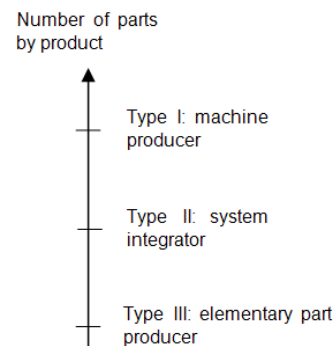 Number of parts
by product
Type I: machine
producer
Type II: system
integrator
Type III: elementary part
producer